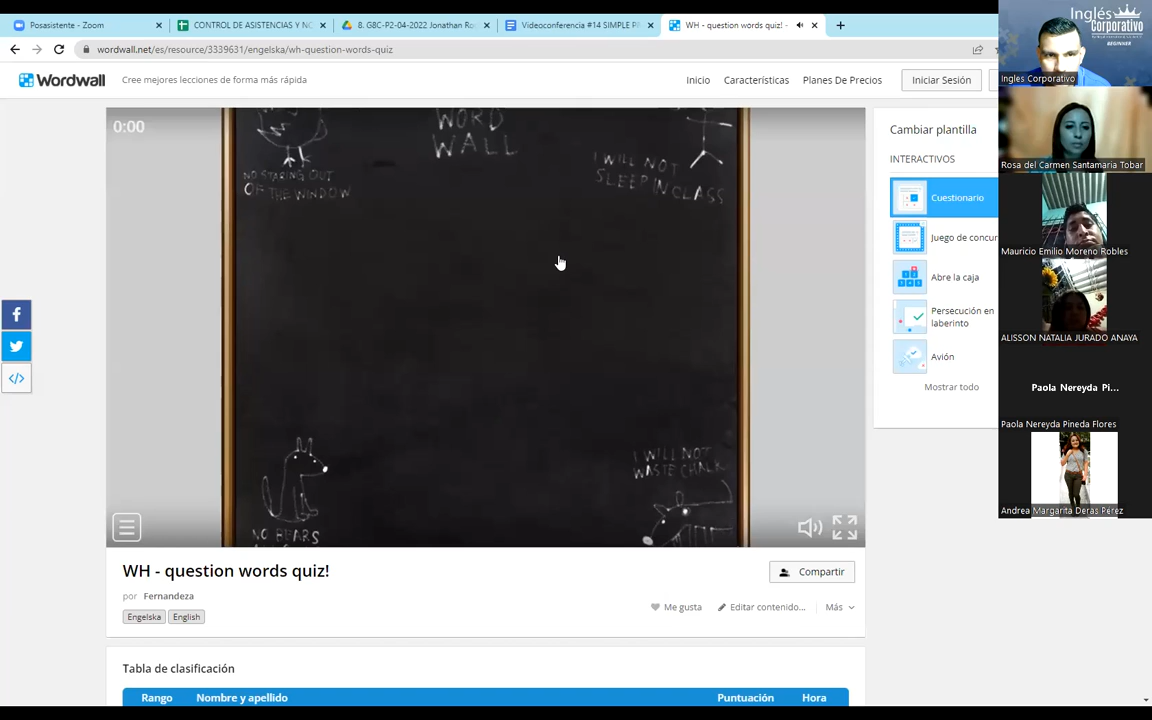 Posasistente - Zoom
CONTROL DE ASISTENCIAS Y NO
8. G8C-P2-04-2022 Jonathan Ro
Videoconferencia #14 SIMPLE PR
WH - question words quiz! -
wordwall.net/es/resource/3339631/engelska/wh-question-words-quiz
Wordwall
Cree mejores lecciones de forma más rápida
Inicio
Características
Planes De Precios
Iniciar Sesión
0:00
WORD
WALL
NO STARING OUT
OF THE WINDOW
I WILL NOT
SLEEP IN CLASS
I WILL NOT
WASTE CHALK
NO BEARS
Cambiar plantilla
INTERACTIVOS
Cuestionario
Juego de concur
Abre la caja
Persecución en
laberinto
Avión
Mostrar todo
WH - question words quiz!
Compartir
por Fernandeza
Engelska
English
Me gusta
Editar contenido...
Más
Tabla de clasificación
Rango
Nombre y apellido
Puntuación
Hora
Inglés
Corporativo
BEGINNER
Ingles Corporativo
Rosa del Carmen Santamaria Tobar
Mauricio Emilio Moreno Robles
ALISSON NATALIA JURADO ANAYA
Paola Nereyda Pi...
Paola Nereyda Pineda Flores
Andrea Margarita Deras Pérez